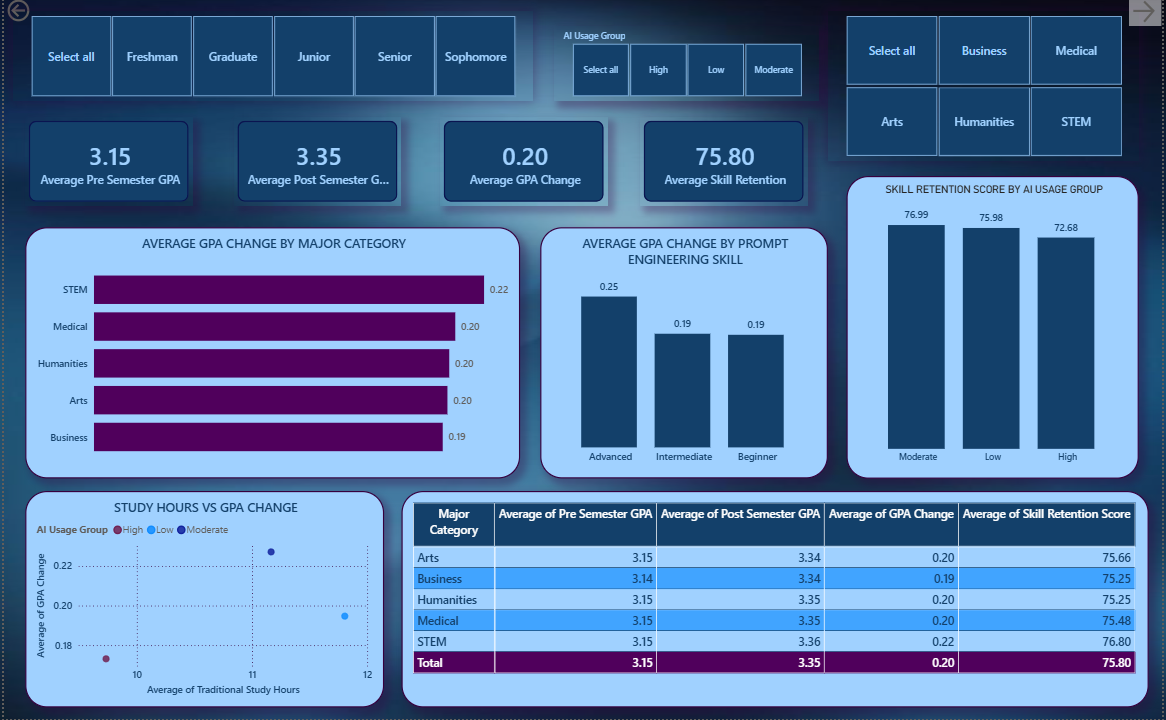 Select all Freshman Graduate Junior Senior Sophomore
AI Usage Group
Select all High Low Moderate
Select all Business Medical
Arts Humanities STEM
3.15
Average Pre Semester GPA
3.35
Average Post Semester G...
0.20
Average GPA Change
75.80
Average Skill Retention
AVERAGE GPA CHANGE BY MAJOR CATEGORY
STEM 0.22
Medical 0.20
Humanities 0.20
Arts 0.20
Business 0.19
AVERAGE GPA CHANGE BY PROMPT
ENGINEERING SKILL
0.25 0.19 0.19
Advanced Intermediate Beginner
SKILL RETENTION SCORE BY AI USAGE GROUP
76.99 75.98 72.68
Moderate Low High
STUDY HOURS VS GPA CHANGE
AI Usage Group High Low Moderate
Average of GPA Change
0.22
0.20
0.18
10 11 12
Average of Traditional Study Hours
Major Category Average of Pre Semester GPA Average of Post Semester GPA Average of GPA Change Average of Skill Retention Score
Arts 3.15 3.34 0.20 75.66
Business 3.14 3.34 0.19 75.25
Humanities 3.15 3.35 0.20 75.25
Medical 3.15 3.35 0.20 75.48
STEM 3.15 3.36 0.22 76.80
Total 3.15 3.35 0.20 75.80